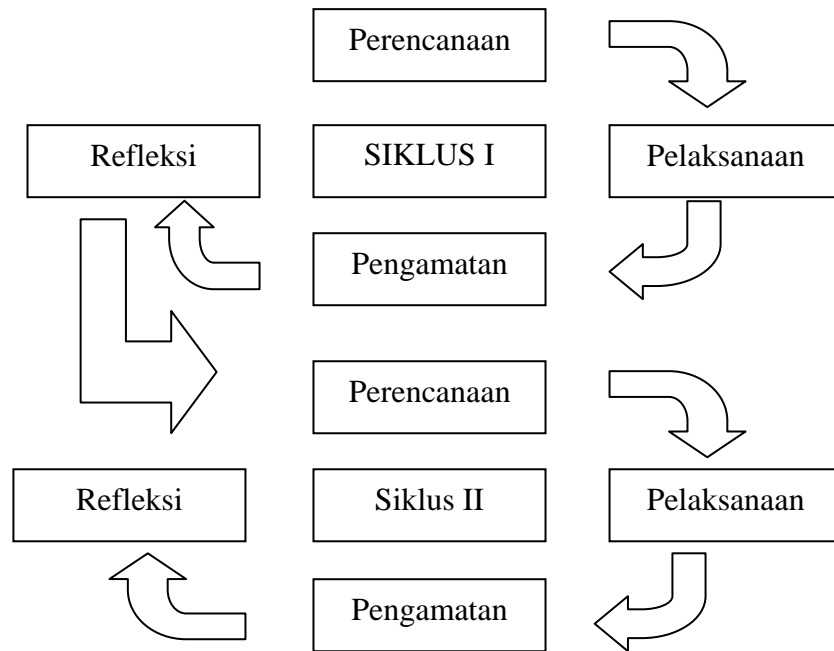 Perencanaan
Refleksi
SIKLUS I
Pelaksanaan
Pengamatan
Perencanaan
Refleksi
Siklus II
Pelaksanaan
Pengamatan